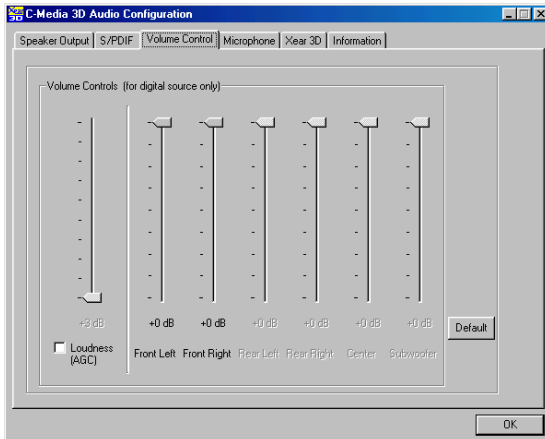 C-Media 3D Audio Configuration
Speaker Output S/PDIF Volume Control Microphone Xear 3D Information
Volume Controls (for digital source only)
+3 dB +0 dB +0 dB +0 dB +0 dB +0 dB +0 dB
Default
Loudness
(AGC)
Front Left Front Right Rear Left Rear Right Center Subwoofer
OK